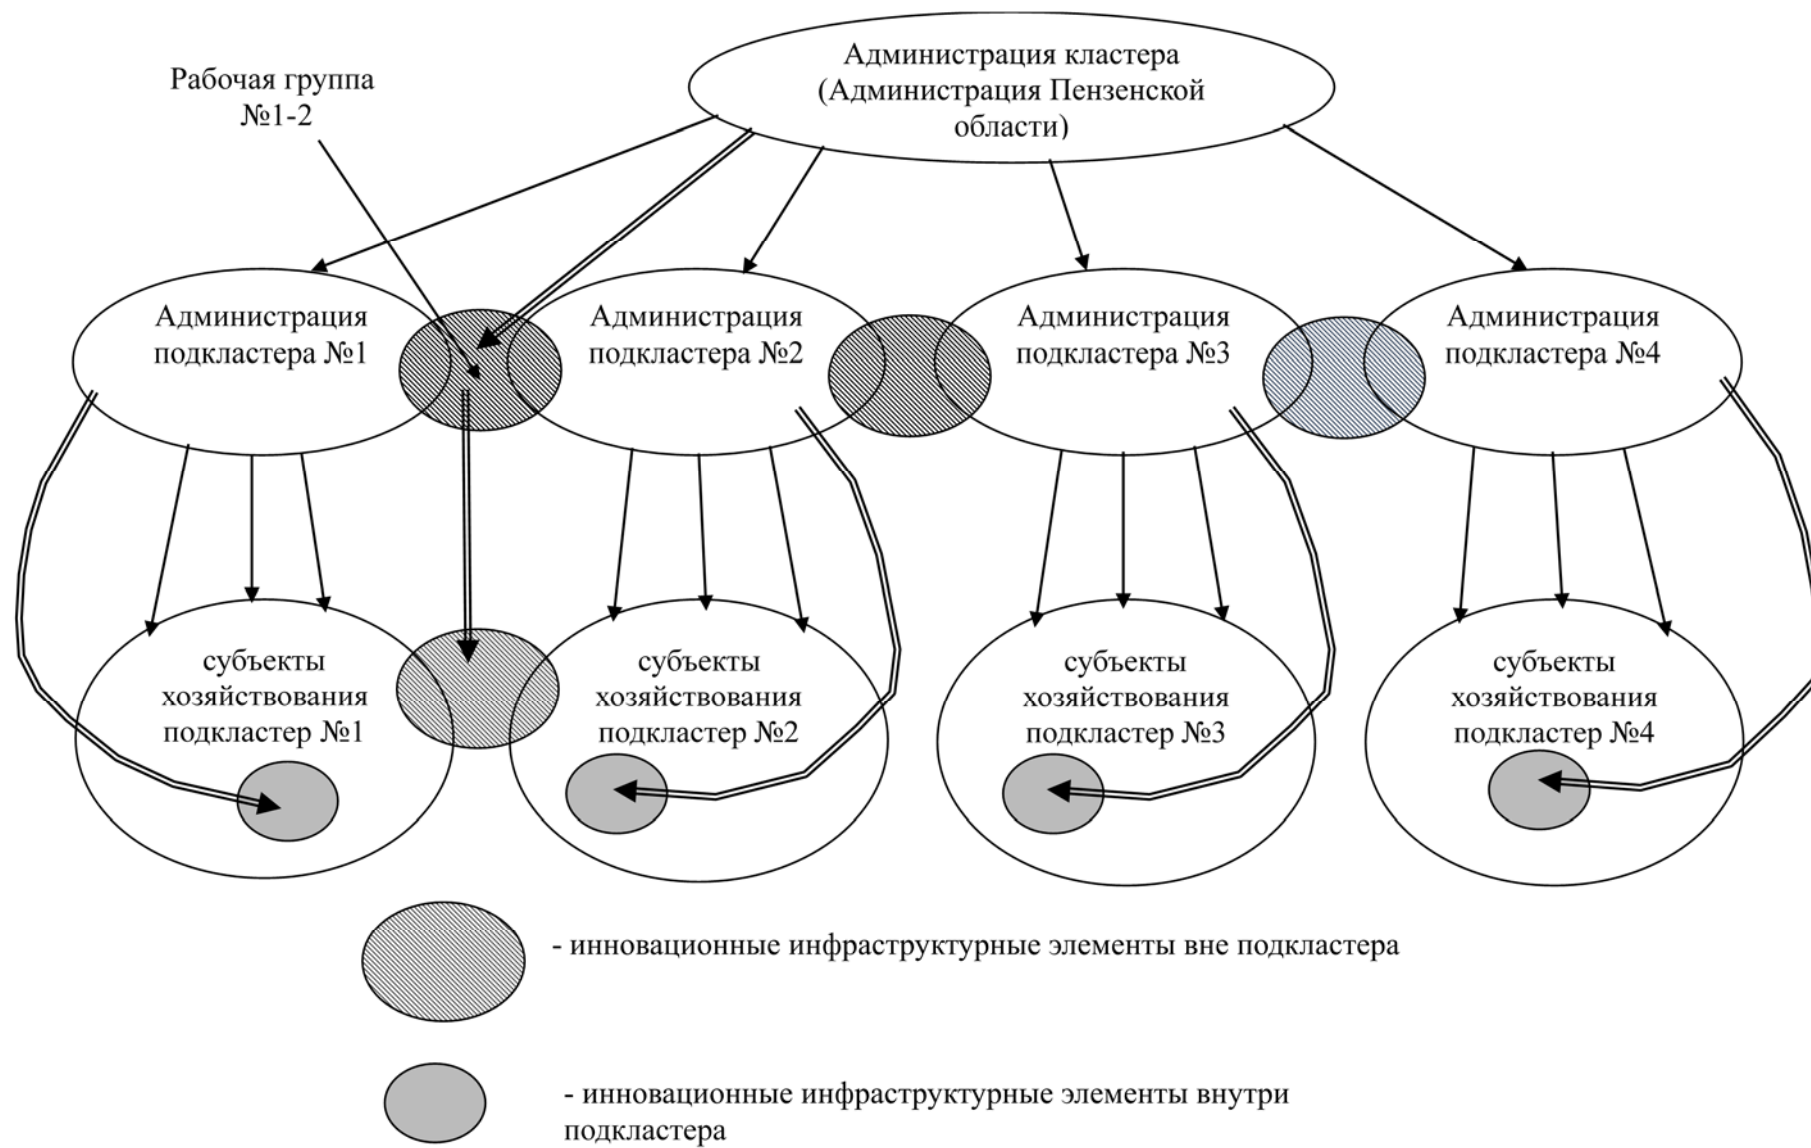 Администрация кластера
(Администрация Пензенской
области)
Рабочая группа
№1-2
Администрация
подкластера №1
Администрация
подкластера №2
Администрация
подкластера №3
Администрация
подкластера №4
субъекты
хозяйствования
подкластер №1
субъекты
хозяйствования
подкластер №2
субъекты
хозяйствования
подкластер №3
субъекты
хозяйствования
подкластер №4
- инновационные инфраструктурные элементы вне подкластера
- инновационные инфраструктурные элементы внутри
подкластера